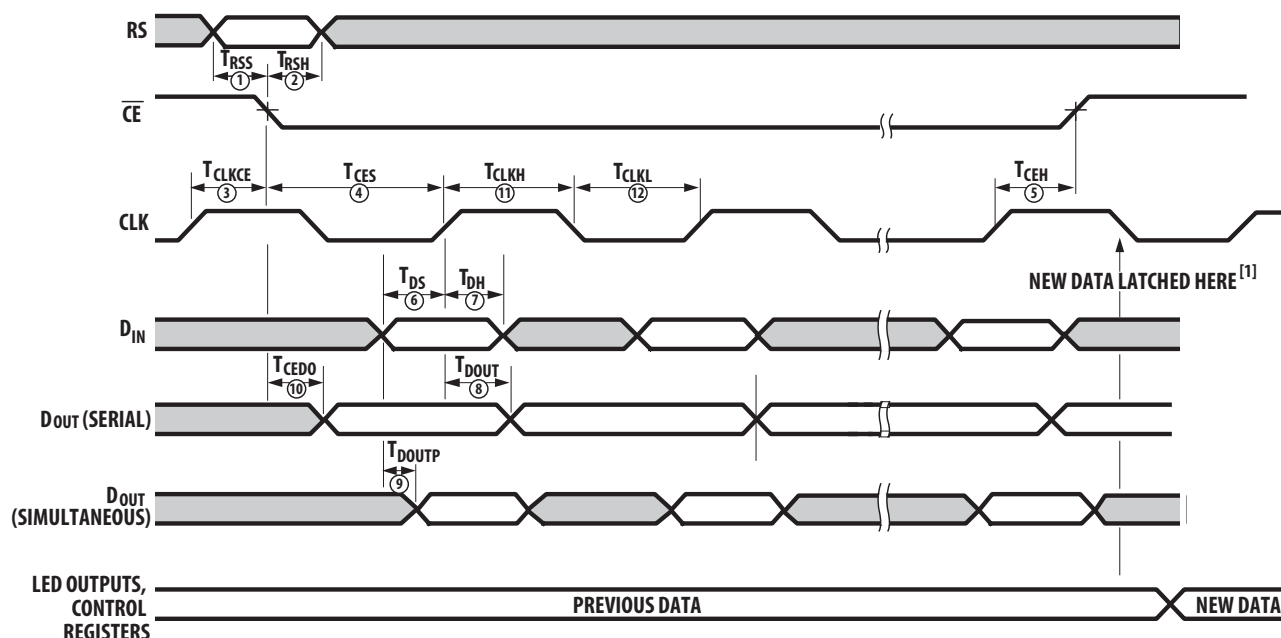 RS
TRSS
①
TRSH
②
CE
TCLKCE
③
TCES
④
TCLKH
⑪
TCLKL
⑫
TCEH
⑤
CLK
TDS
⑥
TDH
⑦
NEW DATA LATCHED HERE [1]
DIN
TCEDO
⑩
TDOUT
⑧
DOUT (SERIAL)
TDOUTP
⑨
DOUT
(SIMULTANEOUS)
LED OUTPUTS,
CONTROL
REGISTERS
PREVIOUS DATA
NEW DATA